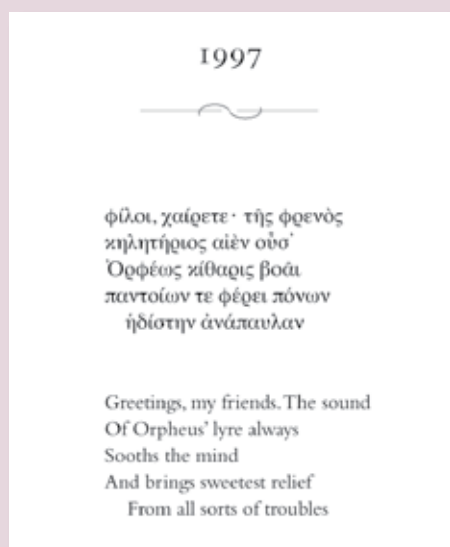 1997
φίλοι, χαίρετε· τῆς φρενὸς
κηλητήριος αἰὲν οὖσ᾿
Ὀρφέως κίθαρις βοᾶι
παντοίων τε φέρει πόνων
ἡδίστην ἀνάπαυλαν
Greetings, my friends. The sound
Of Orpheus’ lyre always
Sooths the mind
And brings sweetest relief
From all sorts of troubles